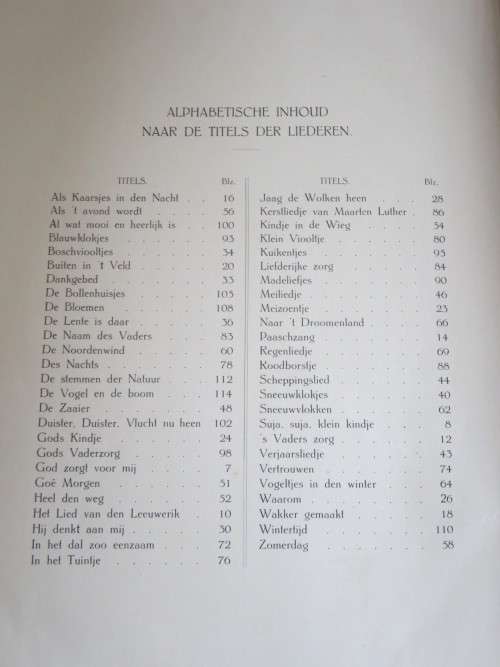 ALPHABETISCHE INHOUD
NAAR DE TITELS DER LIEDEREN.
TITELS. Blz.
Als Kaarsjes in den Nacht . . 16
Als 't avond wordt . . . . 56
Al wat mooi en heerlijk is . . 100
Blauwklokjes . . . . . 93
Boschviooltjes . . . . . 34
Buiten in 't Veld . . . . 20
Dankgebed . . . . . 33
De Bollenhuisjes . . . . 105
De Bloemen . . . . . 108
De Lente is daar . . . . 36
De Naam des Vaders . . . 83
De Noordenwind . . . . 60
Des Nachts . . . . . 78
De stemmen der Natuur . . . 112
De Vogel en de boom . . . 114
De Zaaier . . . . . 48
Duister, Duister, Vlucht nu heen 102
Gods Kindje . . . . . 24
Gods Vaderzorg . . . . 98
God zorgt voor mij . . . . 7
Goê Morgen . . . . . 51
Heel den weg . . . . . 52
Het Lied van den Leeuwerik . . 10
Hij denkt aan mij . . . . 30
In het dal zoo eenzaam . . . 72
In het Tuintje . . . . . . 76
TITELS. Blz.
Jaag de Wolken heen . . . 28
Kerstliedje van Maarten Luther . 86
Kindje in de Wieg . . . . 54
Klein Viooltje . . . . . 80
Kuikentjes . . . . . . 95
Liefderijke zorg . . . . . 84
Madeliefjes . . . . . . 90
Meiliedje . . . . . . 46
Meizoentje . . . . . . 23
Naar 't Droomenland . . . . 66
Paaschzang . . . . . . 14
Regenliedje . . . . . . 69
Roodborstje . . . . . . 88
Scheppingslied . . . . . 44
Sneeuwklokjes . . . . . 40
Sneeuwvlokken . . . . . 62
Suja, suja, klein kindje . . . 8
's Vaders zorg . . . . . 12
Verjaarsliedje . . . . . 43
Vertrouwen . . . . . . 74
Vogeltjes in den winter . . . 64
Waarom . . . . . . 26
Wakker gemaakt . . . . . 18
Wintertijd . . . . . . 110
Zomerdag . . . . . . 58